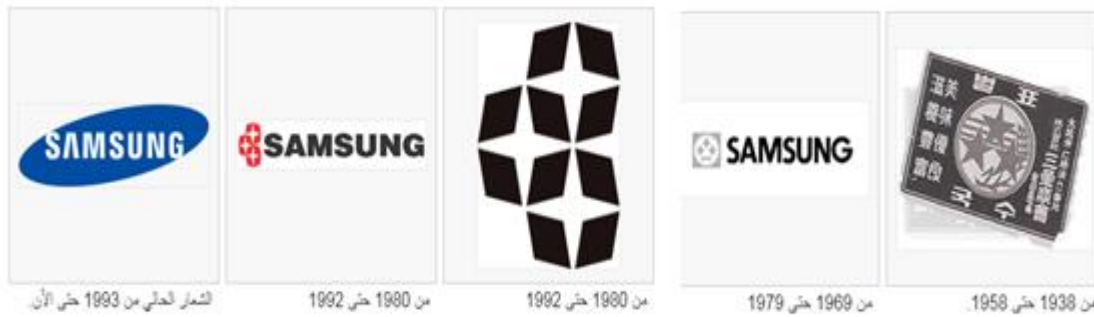 SAMSUNG
SAMSUNG
SAMSUNG
الشعار الحالي من 1993 حتى الأن.
من 1980 حتى 1992
من 1980 حتى 1992
من 1969 حتى 1979
من 1938 حتى 1958.